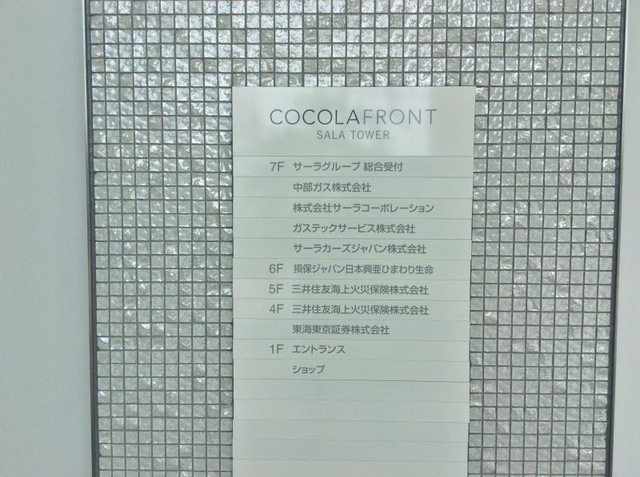 COCOLAFRONT
SALA TOWER
7F サーラグループ 総合受付
中部ガス株式会社
株式会社サーラコーポレーション
ガステックサービス株式会社
サーラカーズジャパン株式会社
6F 損保ジャパン日本興亜ひまわり生命
5F 三井住友海上火災保険株式会社
4F 三井住友海上火災保険株式会社
東海東京証券株式会社
1F エントランス
ショップ